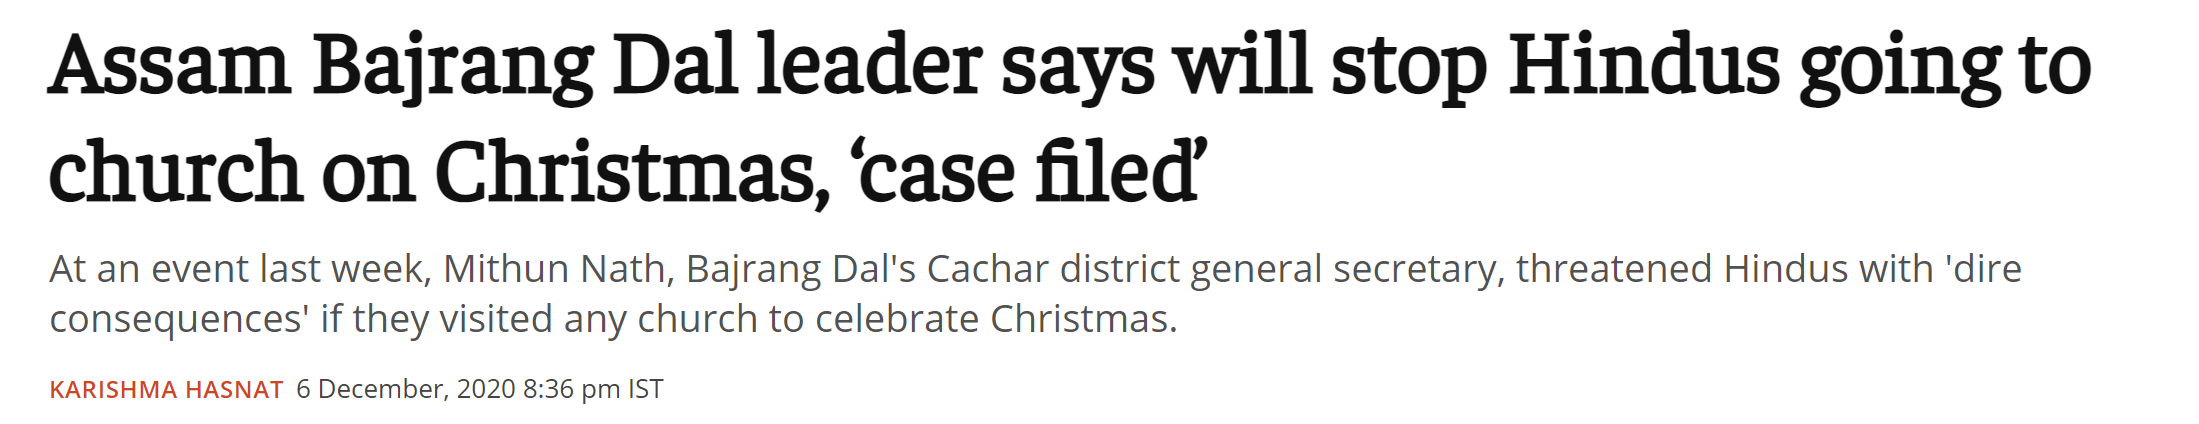 Assam Bajrang Dal leader says will stop Hindus going to
church on Christmas, ‘case filed’
At an event last week, Mithun Nath, Bajrang Dal's Cachar district general secretary, threatened Hindus with 'dire
consequences' if they visited any church to celebrate Christmas.
KARISHMA HASNAT 6 December, 2020 8:36 pm IST